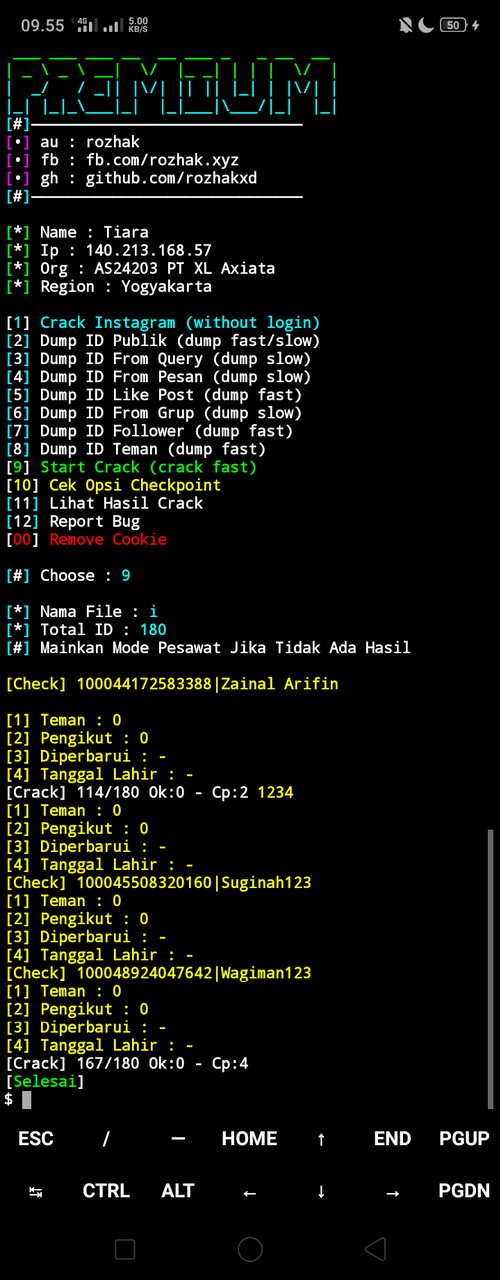 09.55 4G 5.00 KB/S 50
PREMIUM
[#]
[•] au : rozhak
[•] fb : fb.com/rozhak.xyz
[•] gh : github.com/rozhakxd
[#]
[*] Name : Tiara
[*] Ip : 140.213.168.57
[*] Org : AS24203 PT XL Axiata
[*] Region : Yogyakarta
[1] Crack Instagram (without login)
[2] Dump ID Publik (dump fast/slow)
[3] Dump ID From Query (dump slow)
[4] Dump ID From Pesan (dump slow)
[5] Dump ID Like Post (dump fast)
[6] Dump ID From Grup (dump slow)
[7] Dump ID Follower (dump fast)
[8] Dump ID Teman (dump fast)
[9] Start Crack (crack fast)
[10] Cek Opsi Checkpoint
[11] Lihat Hasil Crack
[12] Report Bug
[00] Remove Cookie
[#] Choose : 9
[*] Nama File : i
[*] Total ID : 180
[#] Mainkan Mode Pesawat Jika Tidak Ada Hasil
[Check] 100044172583388|Zainal Arifin
[1] Teman : 0
[2] Pengikut : 0
[3] Diperbarui : -
[4] Tanggal Lahir : -
[Crack] 114/180 Ok:0 - Cp:2 1234
[1] Teman : 0
[2] Pengikut : 0
[3] Diperbarui : -
[4] Tanggal Lahir : -
[Check] 100045508320160|Suginah123
[1] Teman : 0
[2] Pengikut : 0
[3] Diperbarui : -
[4] Tanggal Lahir : -
[Check] 100048924047642|Wagiman123
[1] Teman : 0
[2] Pengikut : 0
[3] Diperbarui : -
[4] Tanggal Lahir : -
[Crack] 167/180 Ok:0 - Cp:4
[Selesai]
$
ESC / — HOME ↑ END PGUP
↹ CTRL ALT ← ↓ → PGDN